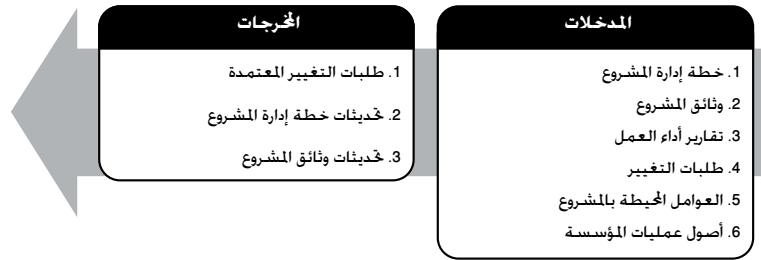 المدخلات
1. خطة إدارة المشروع
2. وثائق المشروع
3. تقارير أداء العمل
4. طلبات التغيير
5. العوامل المحيطة بالمشروع
6. أصول عمليات المؤسسة
المخرجات
1. طلبات التغيير المعتمدة
2. تحديثات خطة إدارة المشروع
3. تحديثات وثائق المشروع